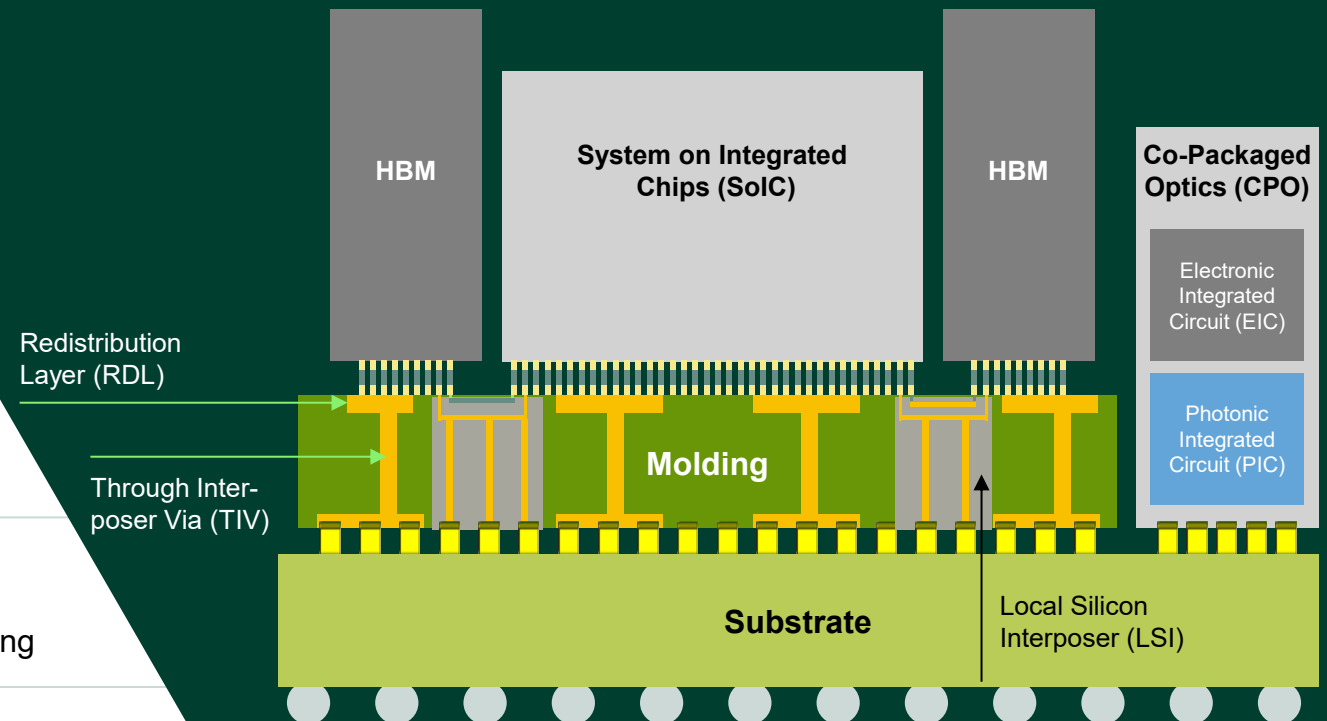 HBM
System on Integrated
Chips (SoIC)
HBM
Co-Packaged
Optics (CPO)
Electronic
Integrated
Circuit (EIC)
Redistribution
Layer (RDL)
Photonic
Integrated
Circuit (PIC)
Molding
Through Inter-
poser Via (TIV)
Substrate
Local Silicon
Interposer (LSI)
ng